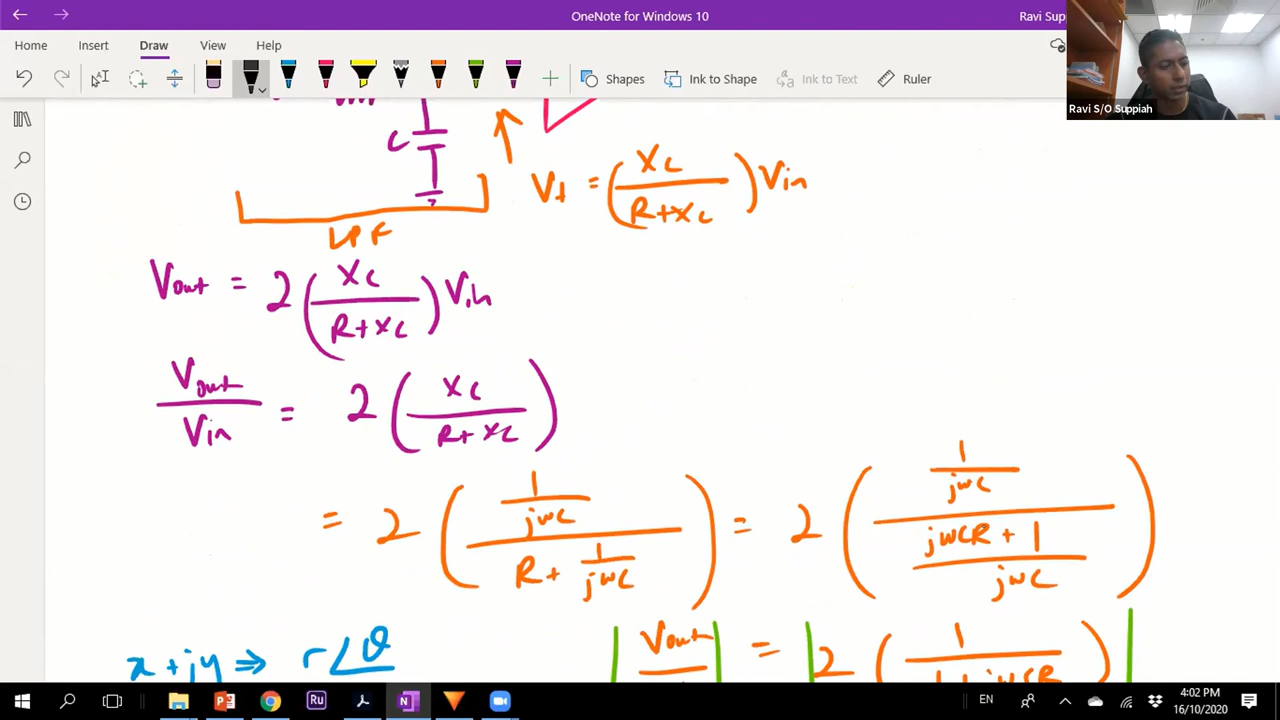 OneNote for Windows 10
Ravi Sup
Home Insert Draw View Help
Shapes Ink to Shape Ink to Text Ruler
Ravi S/O Suppiah
C
V+ = (XC / R+XC) Vin
LPF
Vout = 2 (XC / R+XC) Vin
Vout / Vin = 2 (XC / R+XC)
= 2 (1/jωC / R + 1/jωC) = 2 (1/jωC / jωCR + 1 / jωC)
x + jy ⇒ r∠θ
|Vout| = |2 (1 / 1+jωCR)|
EN
4:02 PM
16/10/2020